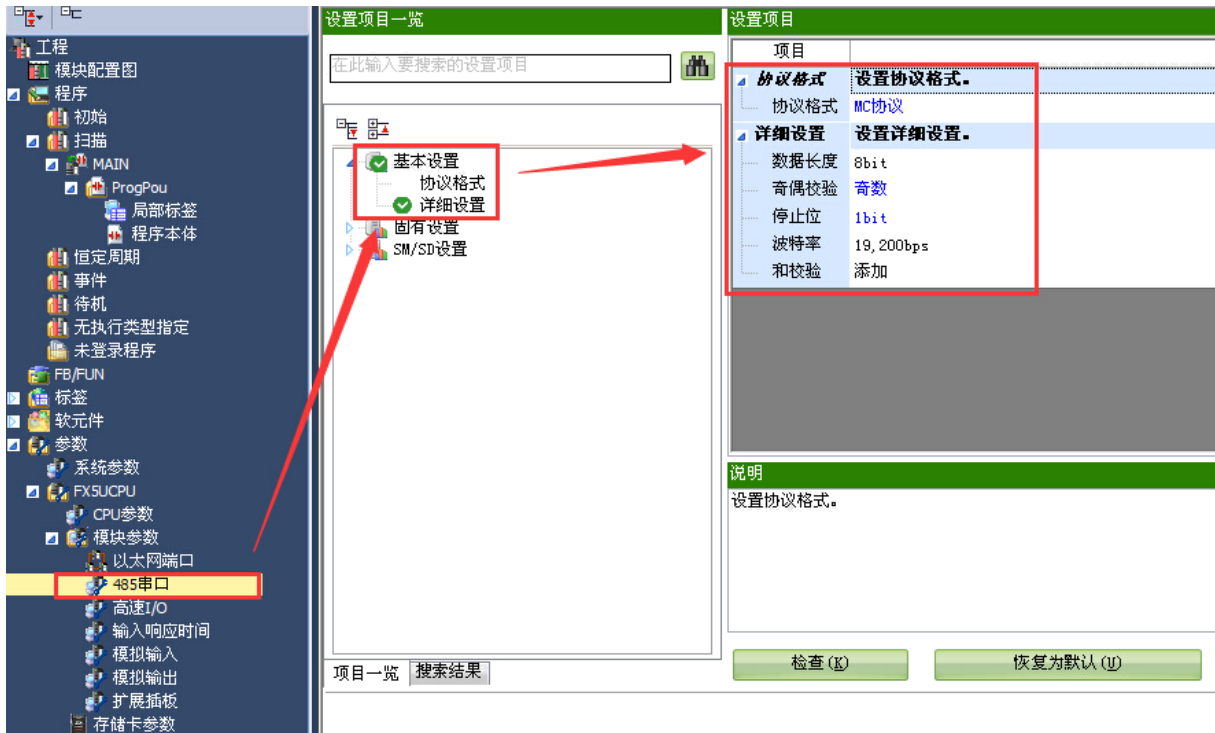 工程
模块配置图
程序
初始
扫描
MAIN
ProgPou
局部标签
程序本体
恒定周期
事件
待机
无执行类型指定
未登录程序
FB/FUN
标签
软元件
参数
系统参数
FX5UCPU
CPU参数
模块参数
以太网端口
485串口
高速I/O
输入响应时间
模拟输入
模拟输出
扩展插板
存储卡参数
设置项目一览
在此输入要搜索的设置项目
基本设置
协议格式
详细设置
固有设置
SM/SD设置
项目一览 搜索结果
设置项目
项目
协议格式 设置协议格式。
协议格式 MC协议
详细设置 设置详细设置。
数据长度 8bit
奇偶校验 奇数
停止位 1bit
波特率 19,200bps
和校验 添加
说明
设置协议格式。
检查(K) 恢复为默认(U)